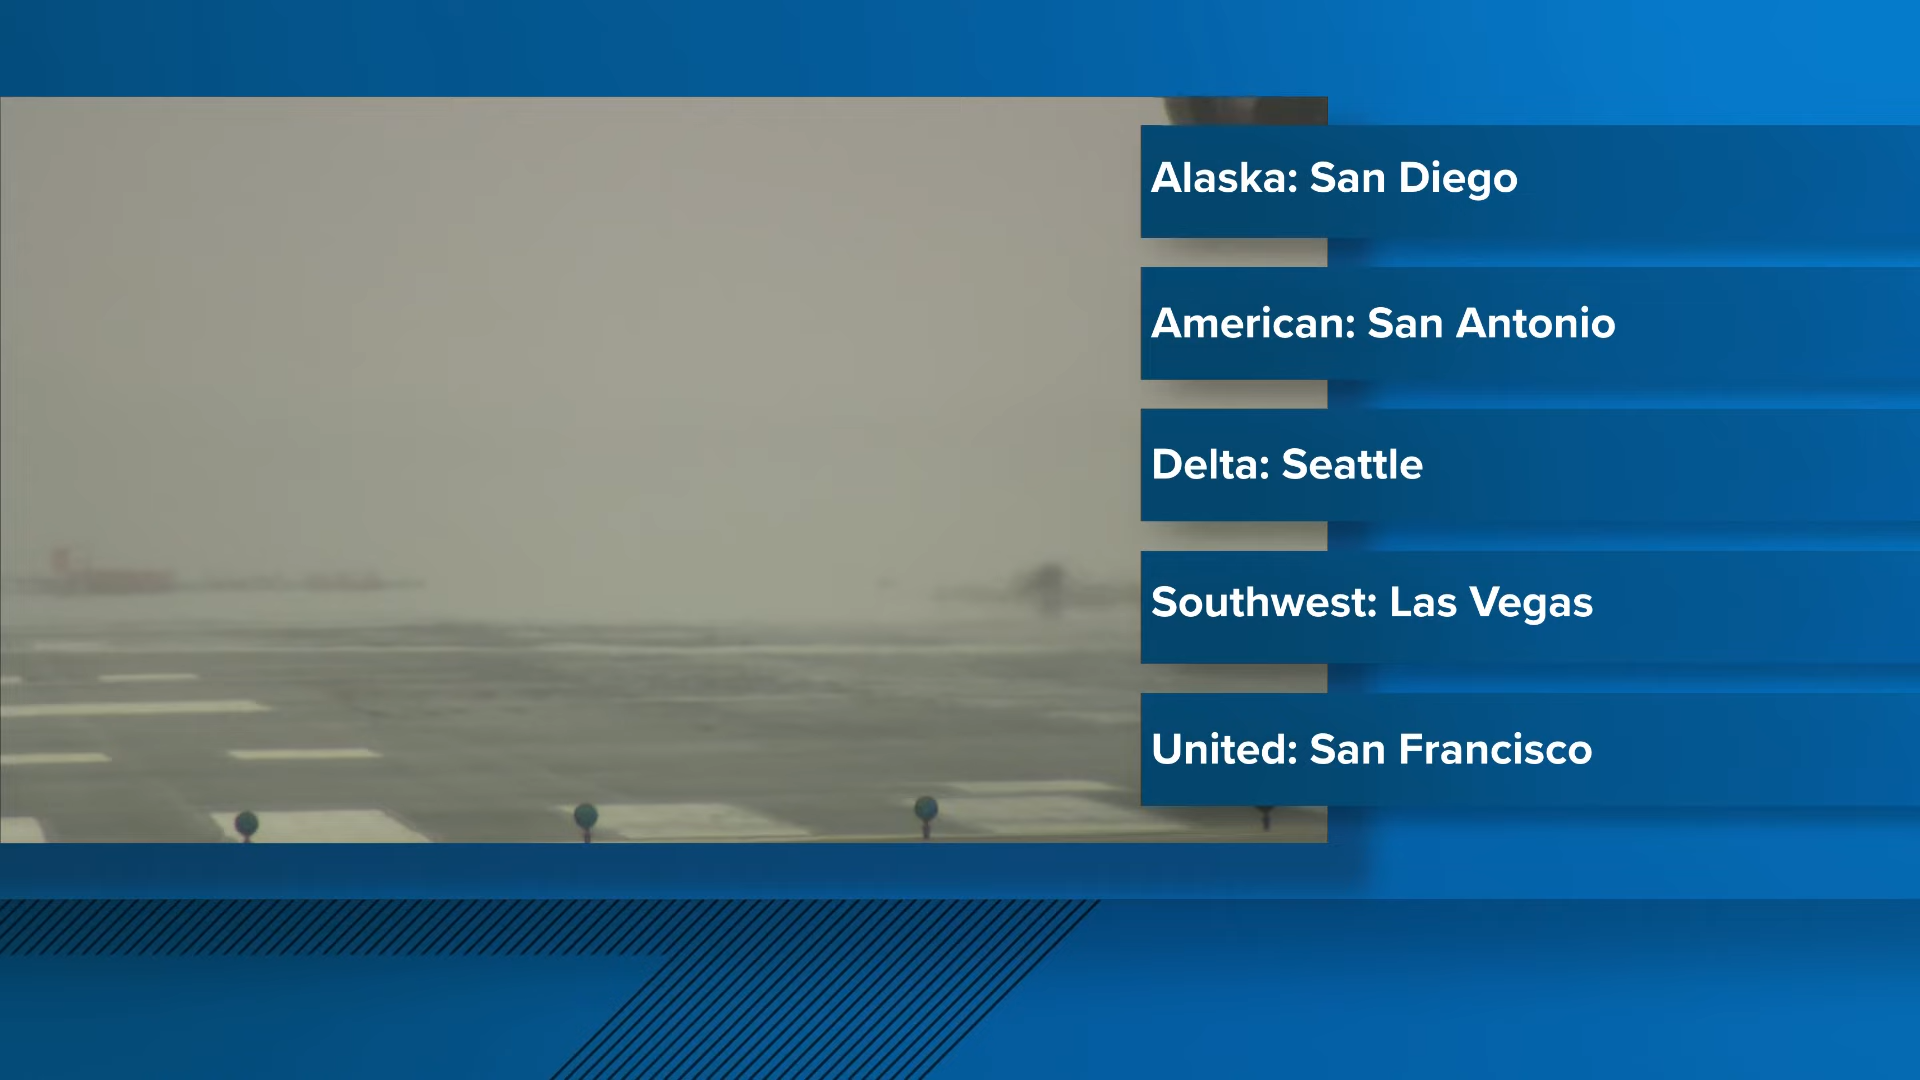 Alaska: San Diego
American: San Antonio
Delta: Seattle
Southwest: Las Vegas
United: San Francisco